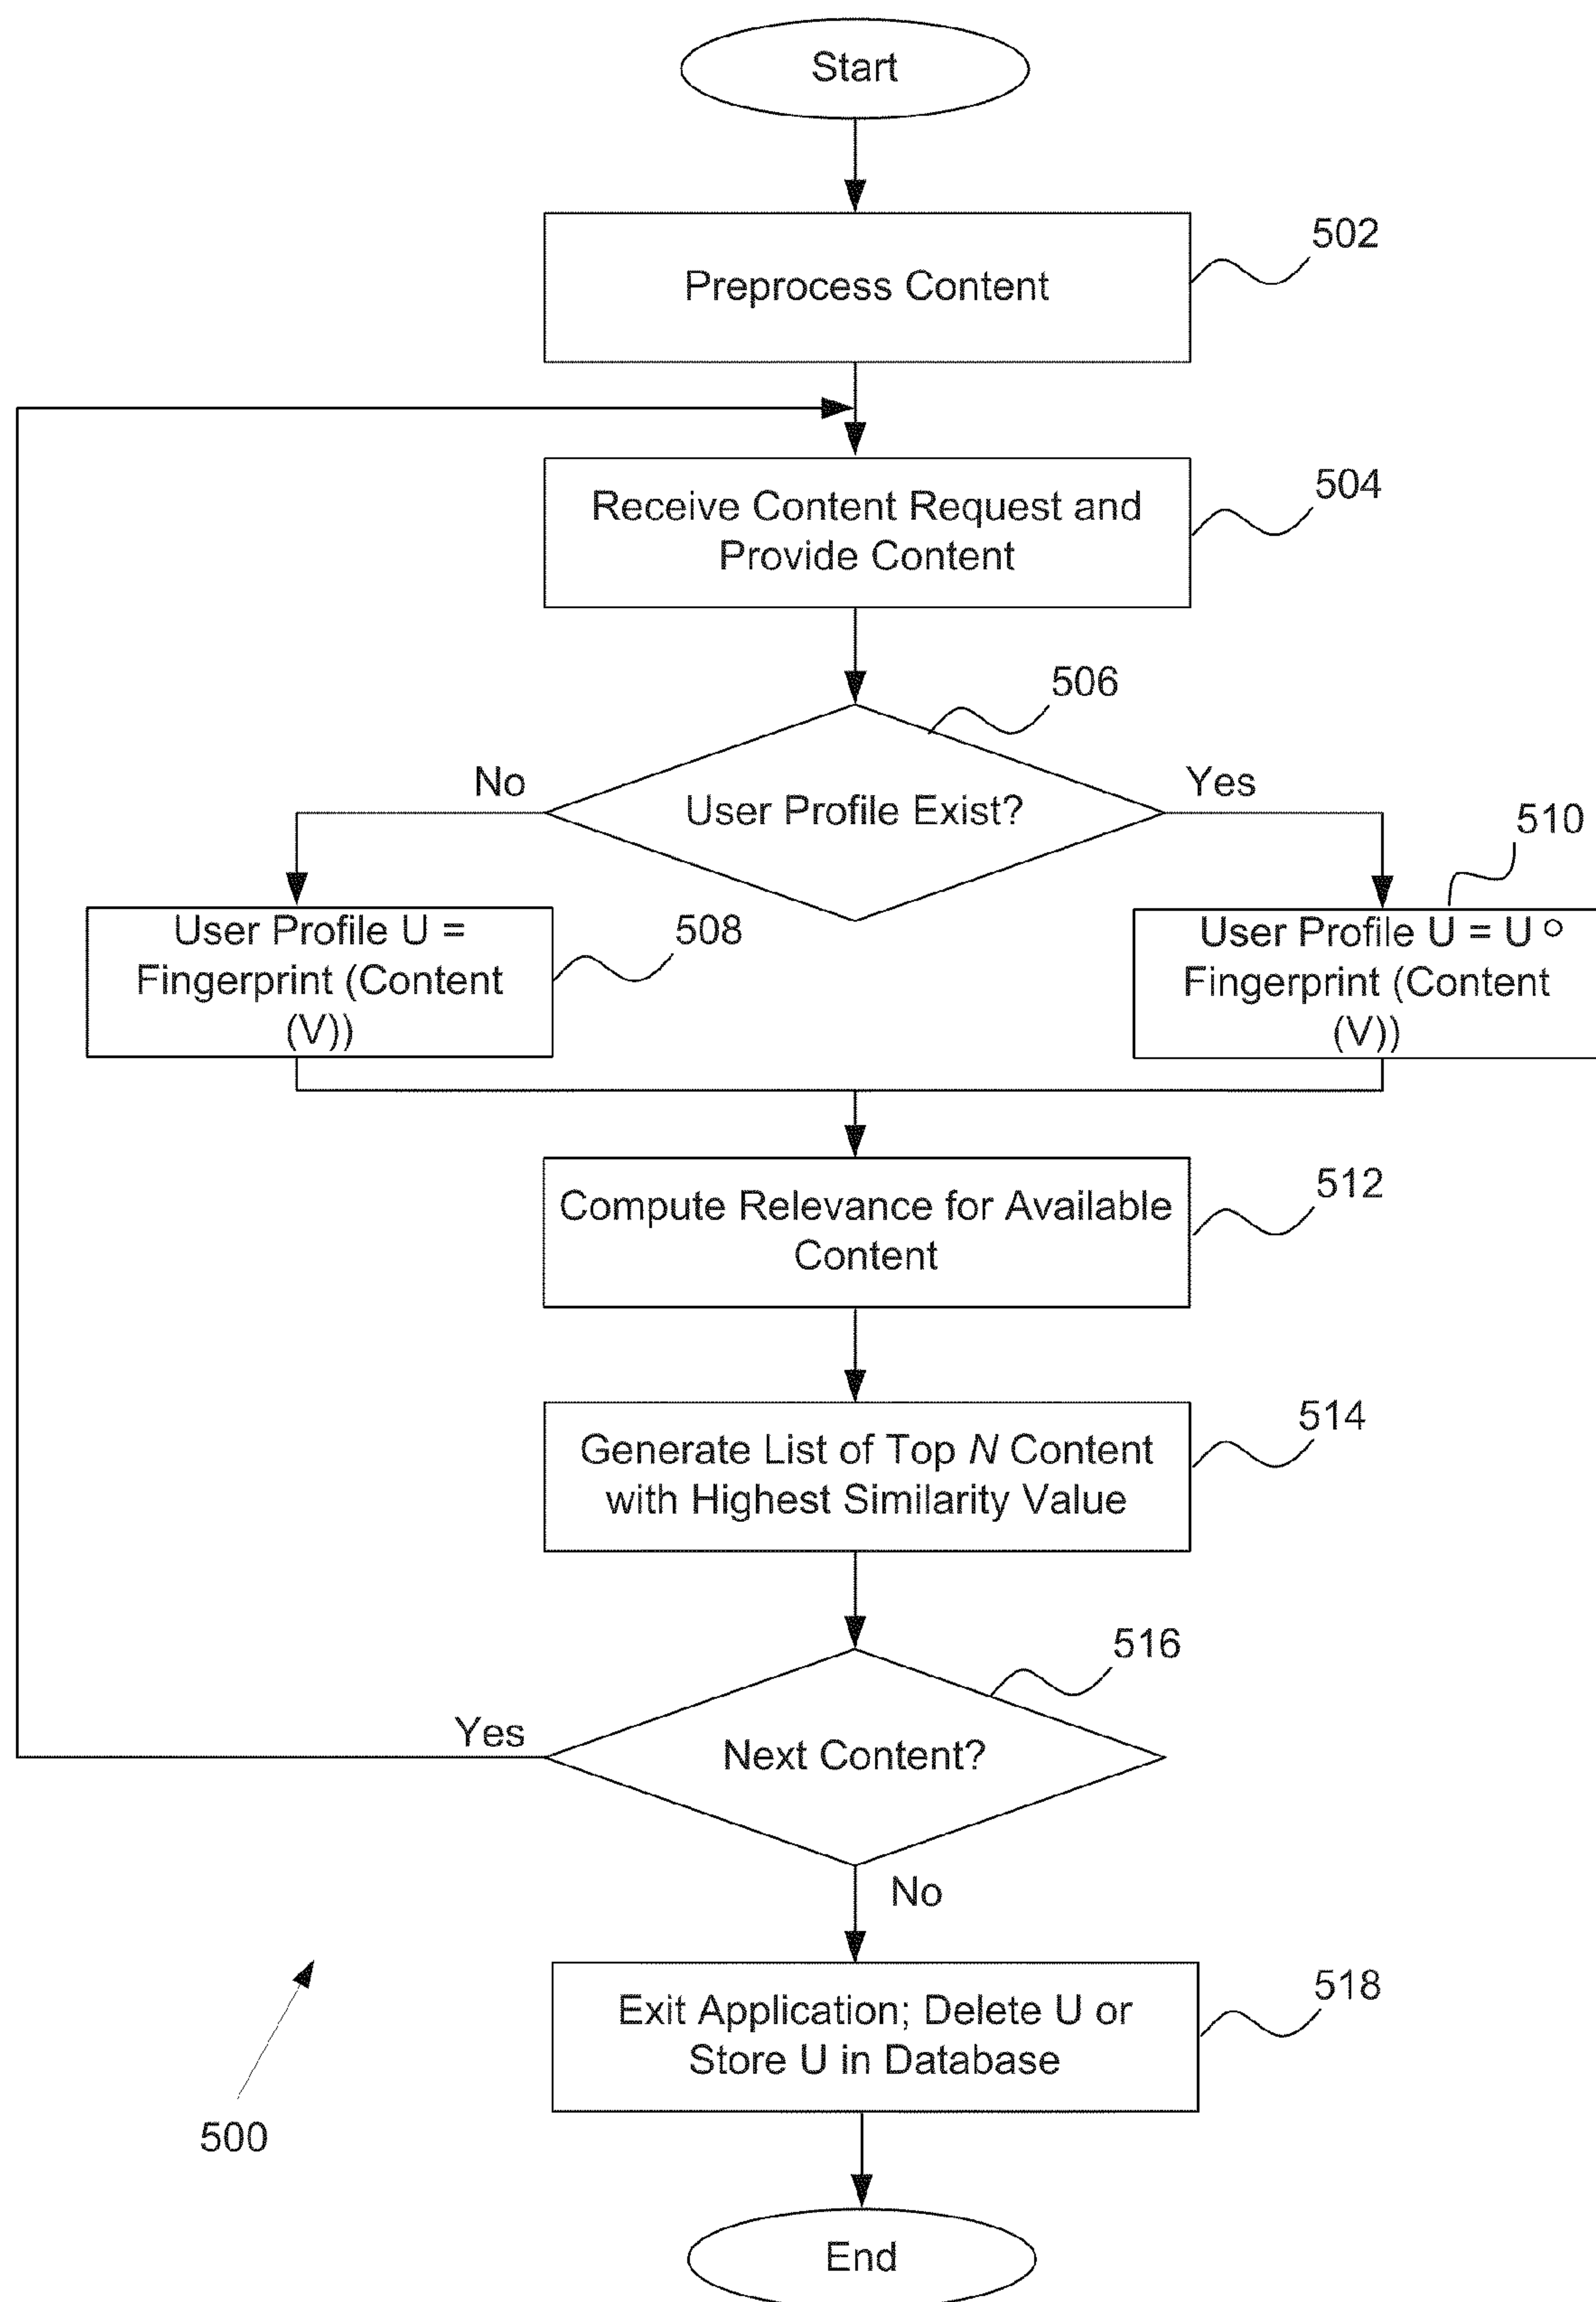 Start
502
Preprocess Content
504
Receive Content Request and
Provide Content
506
No
Yes
User Profile Exist?
510
508
User Profile U =
Fingerprint (Content
(V))
User Profile U = U ○
Fingerprint (Content
(V))
512
Compute Relevance for Available
Content
514
Generate List of Top N Content
with Highest Similarity Value
516
Yes
Next Content?
No
518
Exit Application; Delete U or
Store U in Database
500
End